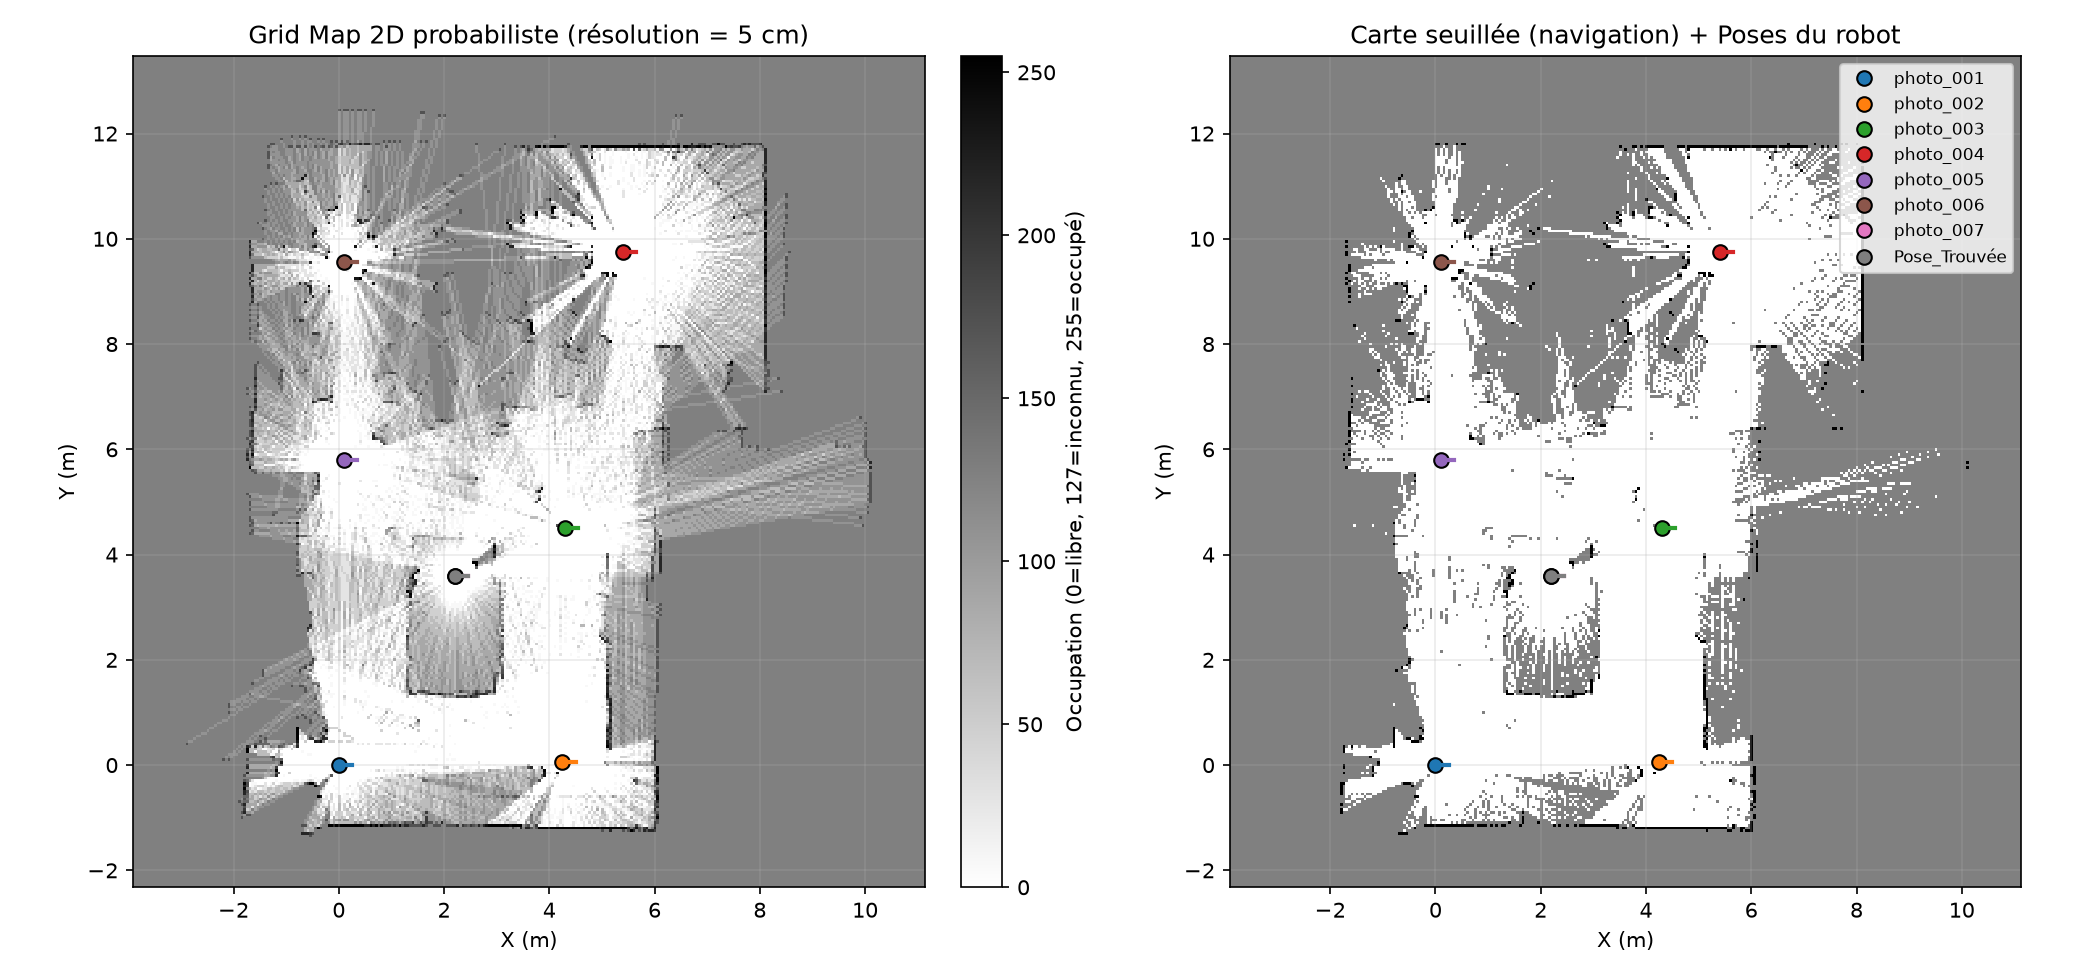 Grid Map 2D probabiliste (résolution = 5 cm)
12
10
8
6
4
2
0
−2
Y (m)
−2
0
2
4
6
8
10
X (m)
250
200
150
100
50
0
Occupation (0=libre, 127=inconnu, 255=occupé)
Carte seuillée (navigation) + Poses du robot
photo_001
photo_002
photo_003
photo_004
photo_005
photo_006
photo_007
Pose_Trouvée
12
10
8
6
4
2
0
−2
Y (m)
−2
0
2
4
6
8
10
X (m)